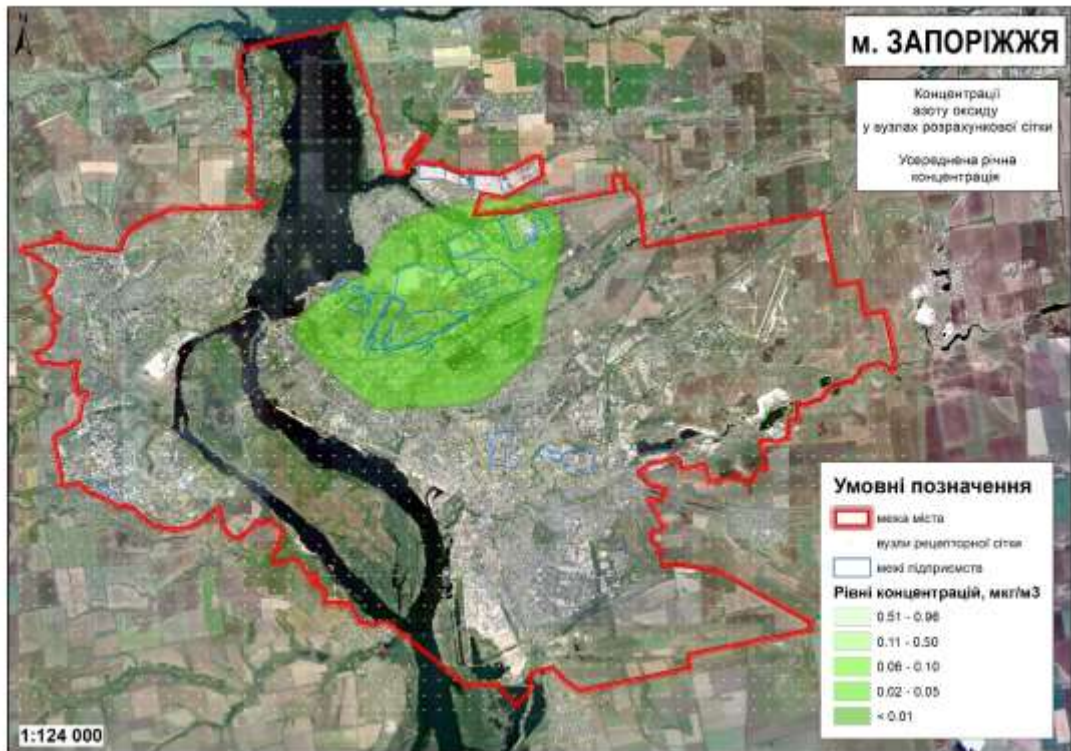 м. ЗАПОРІЖЖЯ
Концентрації
азоту оксиду
у вузлах розрахункової сітки
Усереднена річна
концентрація
Умовні позначення
межа міста
вузли рецепторної сітки
межі підприємств
Рівні концентрацій, мкг/м3
0.51 - 0.96
0.11 - 0.50
0.06 - 0.10
0.02 - 0.05
< 0.01
1:124 000